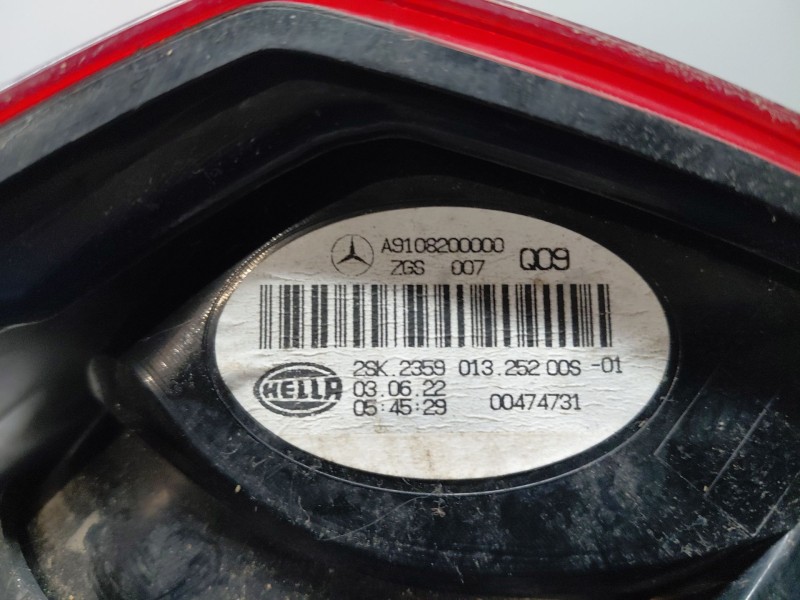 A9108200000
ZGS 007 Q09
2SK.2359 013.252 00S -01
HELLA 03.06.22
05:45:29 00474731